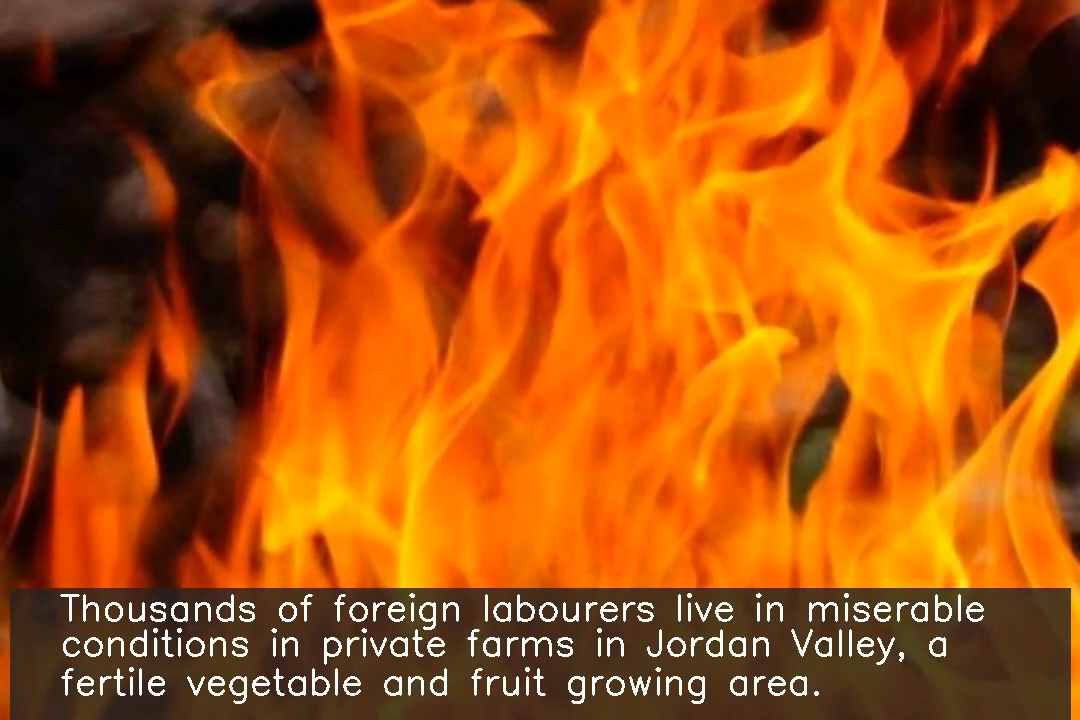 Thousands of foreign labourers live in miserable
conditions in private farms in Jordan Valley, a
fertile vegetable and fruit growing area.